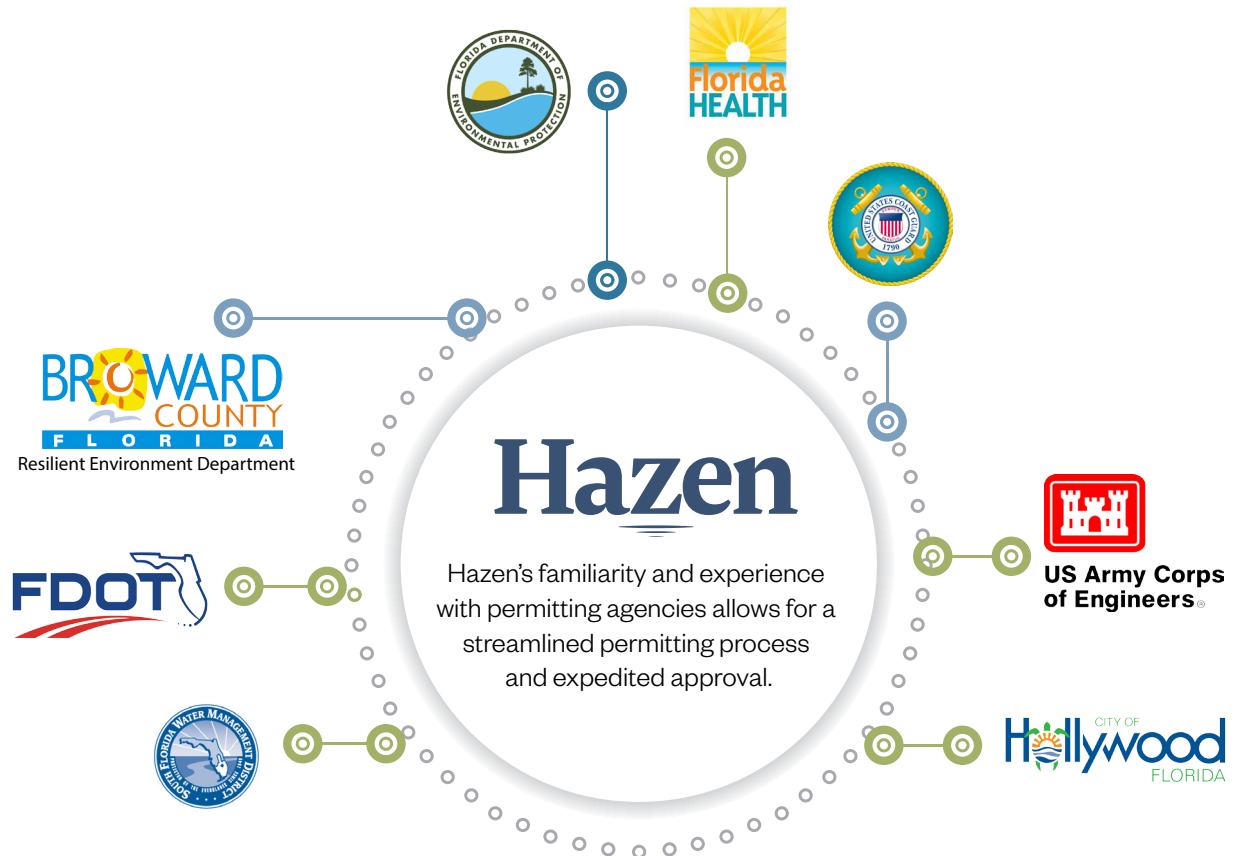 FLORIDA DEPARTMENT OF
ENVIRONMENTAL PROTECTION
Florida
HEALTH
UNITED STATES COAST GUARD
1790
BROWARD
COUNTY
FLORIDA
Resilient Environment Department
Hazen
Hazen’s familiarity and experience
with permitting agencies allows for a
streamlined permitting process
and expedited approval.
US Army Corps
of Engineers®
FDOT
SOUTH FLORIDA WATER MANAGEMENT DISTRICT
CITY OF
Hollywood
FLORIDA